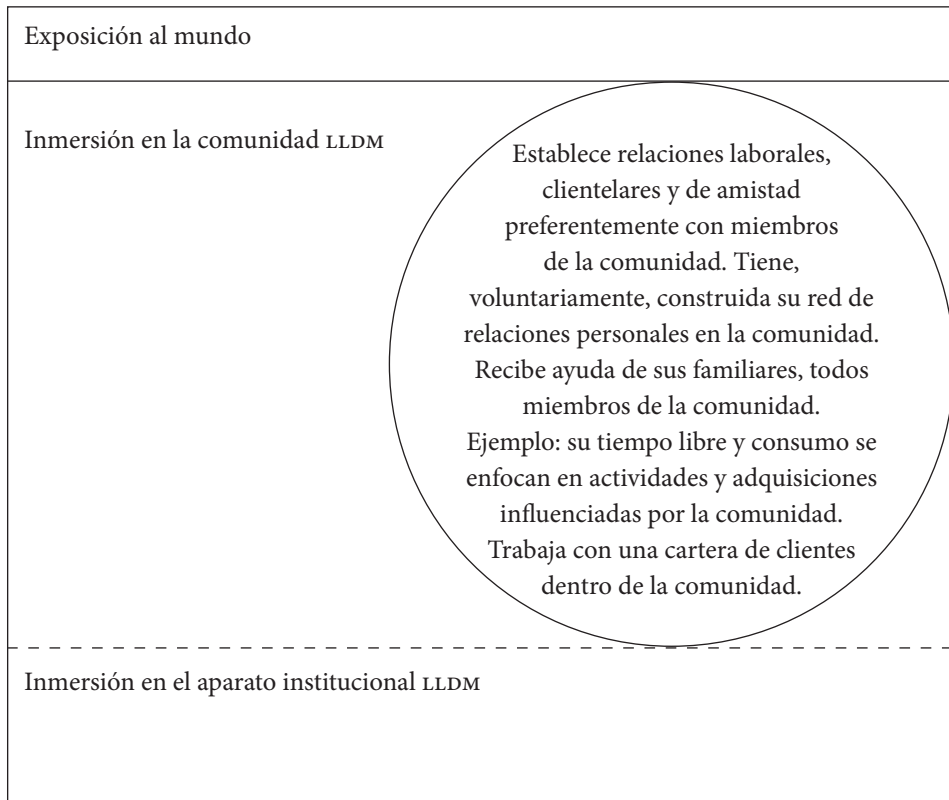 Exposición al mundo
Inmersión en la comunidad LLDM
Establece relaciones laborales,
clientelares y de amistad
preferentemente con miembros
de la comunidad. Tiene,
voluntariamente, construida su red de
relaciones personales en la comunidad.
Recibe ayuda de sus familiares, todos
miembros de la comunidad.
Ejemplo: su tiempo libre y consumo se
enfocan en actividades y adquisiciones
influenciadas por la comunidad.
Trabaja con una cartera de clientes
dentro de la comunidad.
Inmersión en el aparato institucional LLDM